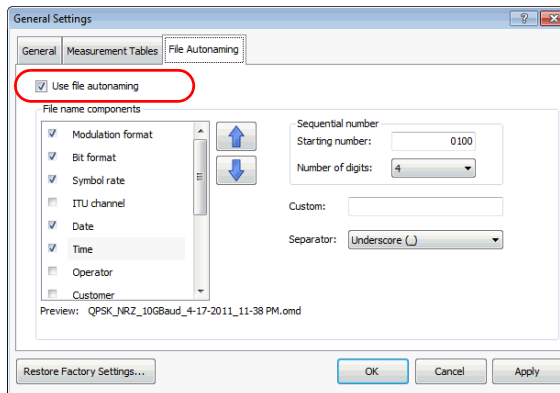 General Settings
General Measurement Tables File Autonaming
Use file autonaming
File name components
Modulation format
Bit format
Symbol rate
ITU channel
Date
Time
Operator
Customer
Sequential number
Starting number: 0100
Number of digits: 4
Custom:
Separator: Underscore (_)
Preview: QPSK_NRZ_10GBaud_4-17-2011_11-38 PM.omd
Restore Factory Settings... OK Cancel Apply